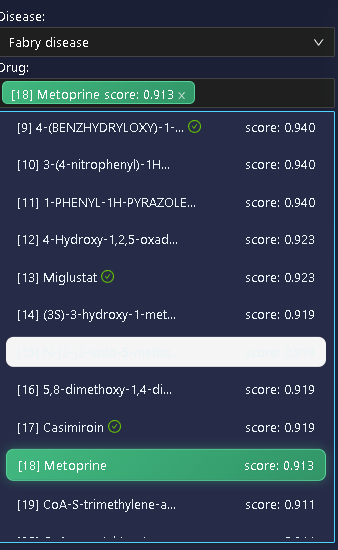 Disease:
Fabry disease
Drug:
[18] Metoprine score: 0.913 ×
[9] 4-(BENZHYDRYLOXY)-1-... score: 0.940
[10] 3-(4-nitrophenyl)-1H... score: 0.940
[11] 1-PHENYL-1H-PYRAZOLE... score: 0.940
[12] 4-Hydroxy-1,2,5-oxad... score: 0.923
[13] Miglustat score: 0.923
[14] (3S)-3-hydroxy-1-met... score: 0.919
[16] 5,8-dimethoxy-1,4-di... score: 0.919
[17] Casimiroin score: 0.919
[18] Metoprine score: 0.913
[19] CoA-S-trimethylene-a... score: 0.911